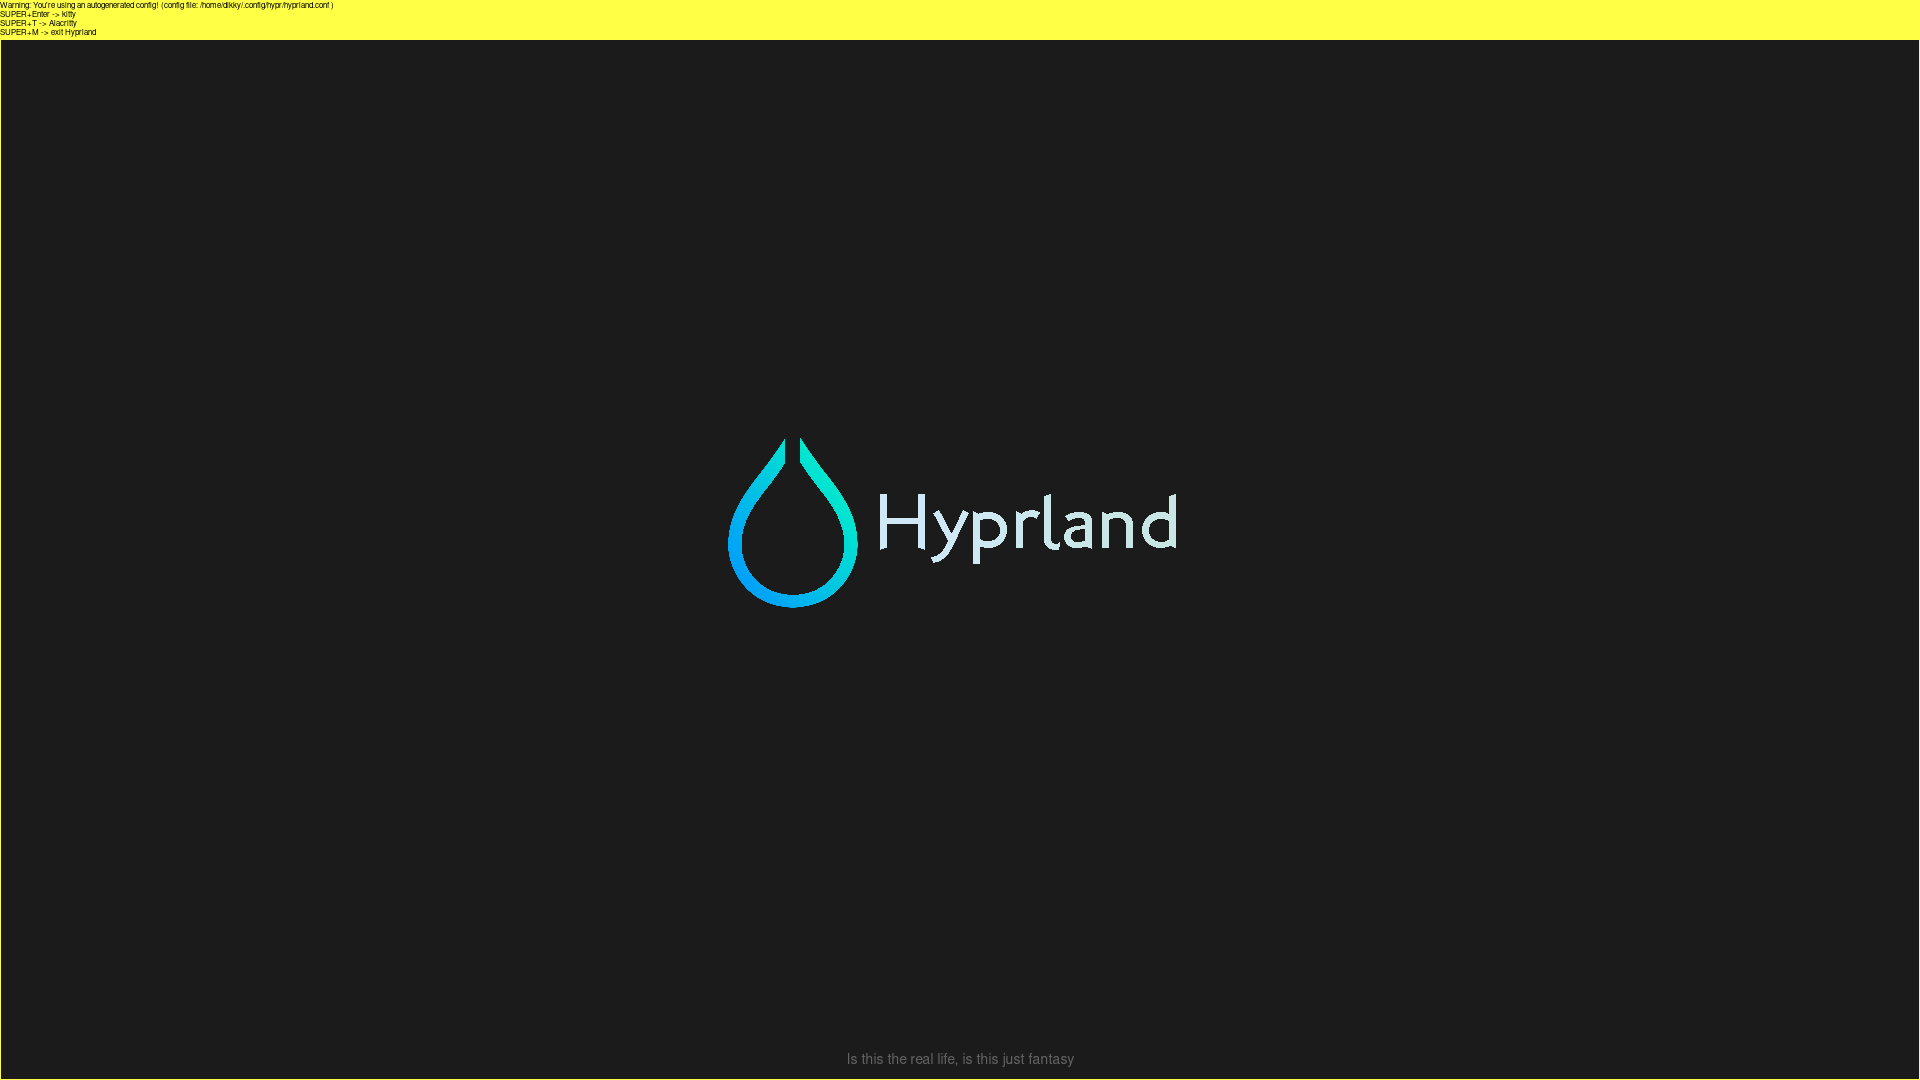 Warning: You're using an autogenerated config! (config file: /home/dikky/.config/hypr/hyprland.conf )
SUPER+Enter -> kitty
SUPER+T -> Alacritty
SUPER+M -> exit Hyprland
Hyprland
Is this the real life, is this just fantasy